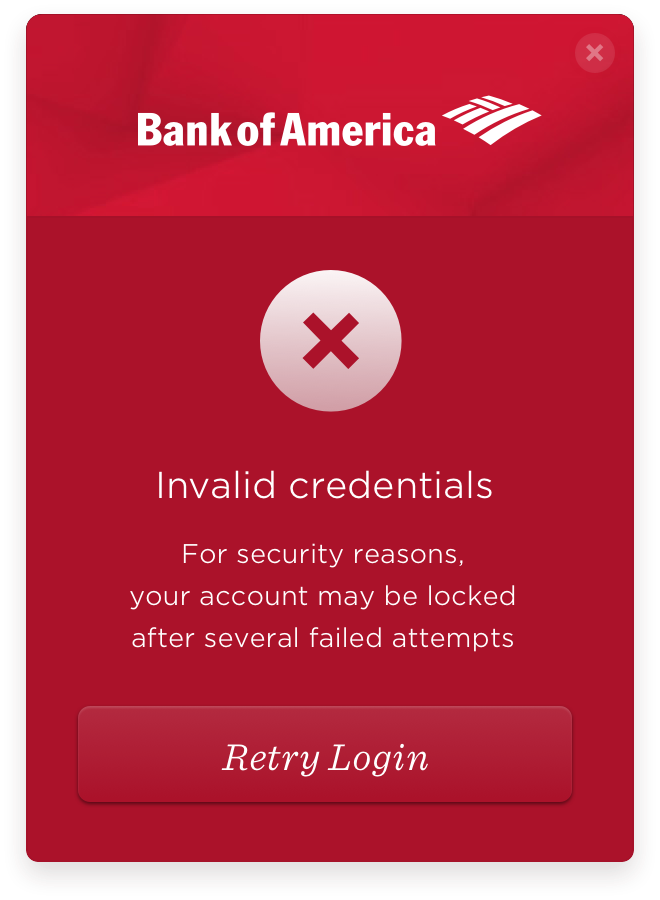 Bank of America
Invalid credentials
For security reasons,
your account may be locked
after several failed attempts
Retry Login